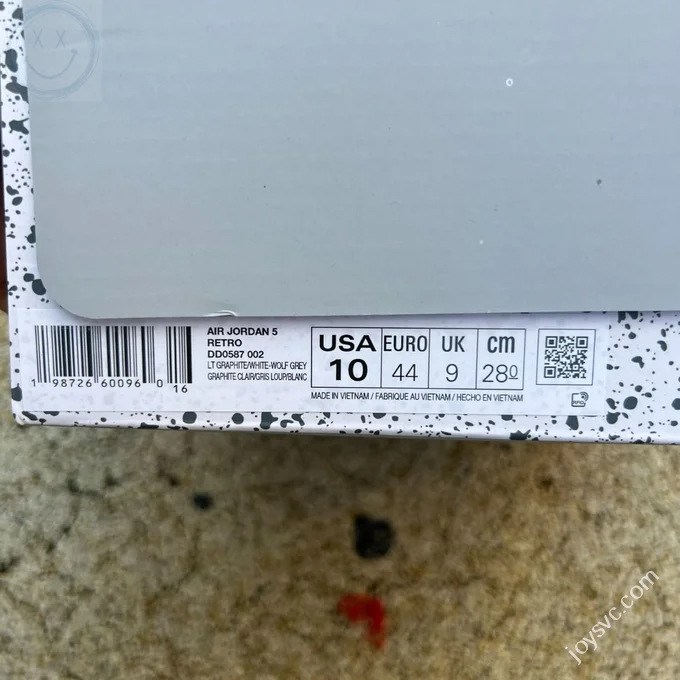 AIR JORDAN 5
RETRO
DD0587 002
LT GRAPHITE/WHITE-WOLF GREY
GRAPHITE CLAIR/GRIS LOUP/BLANC
1 98726 60096 0
16
USA EURO UK cm
10 44 9 280
MADE IN VIETNAM / FABRIQUE AU VIETNAM / HECHO EN VIETNAM
joysvc.com